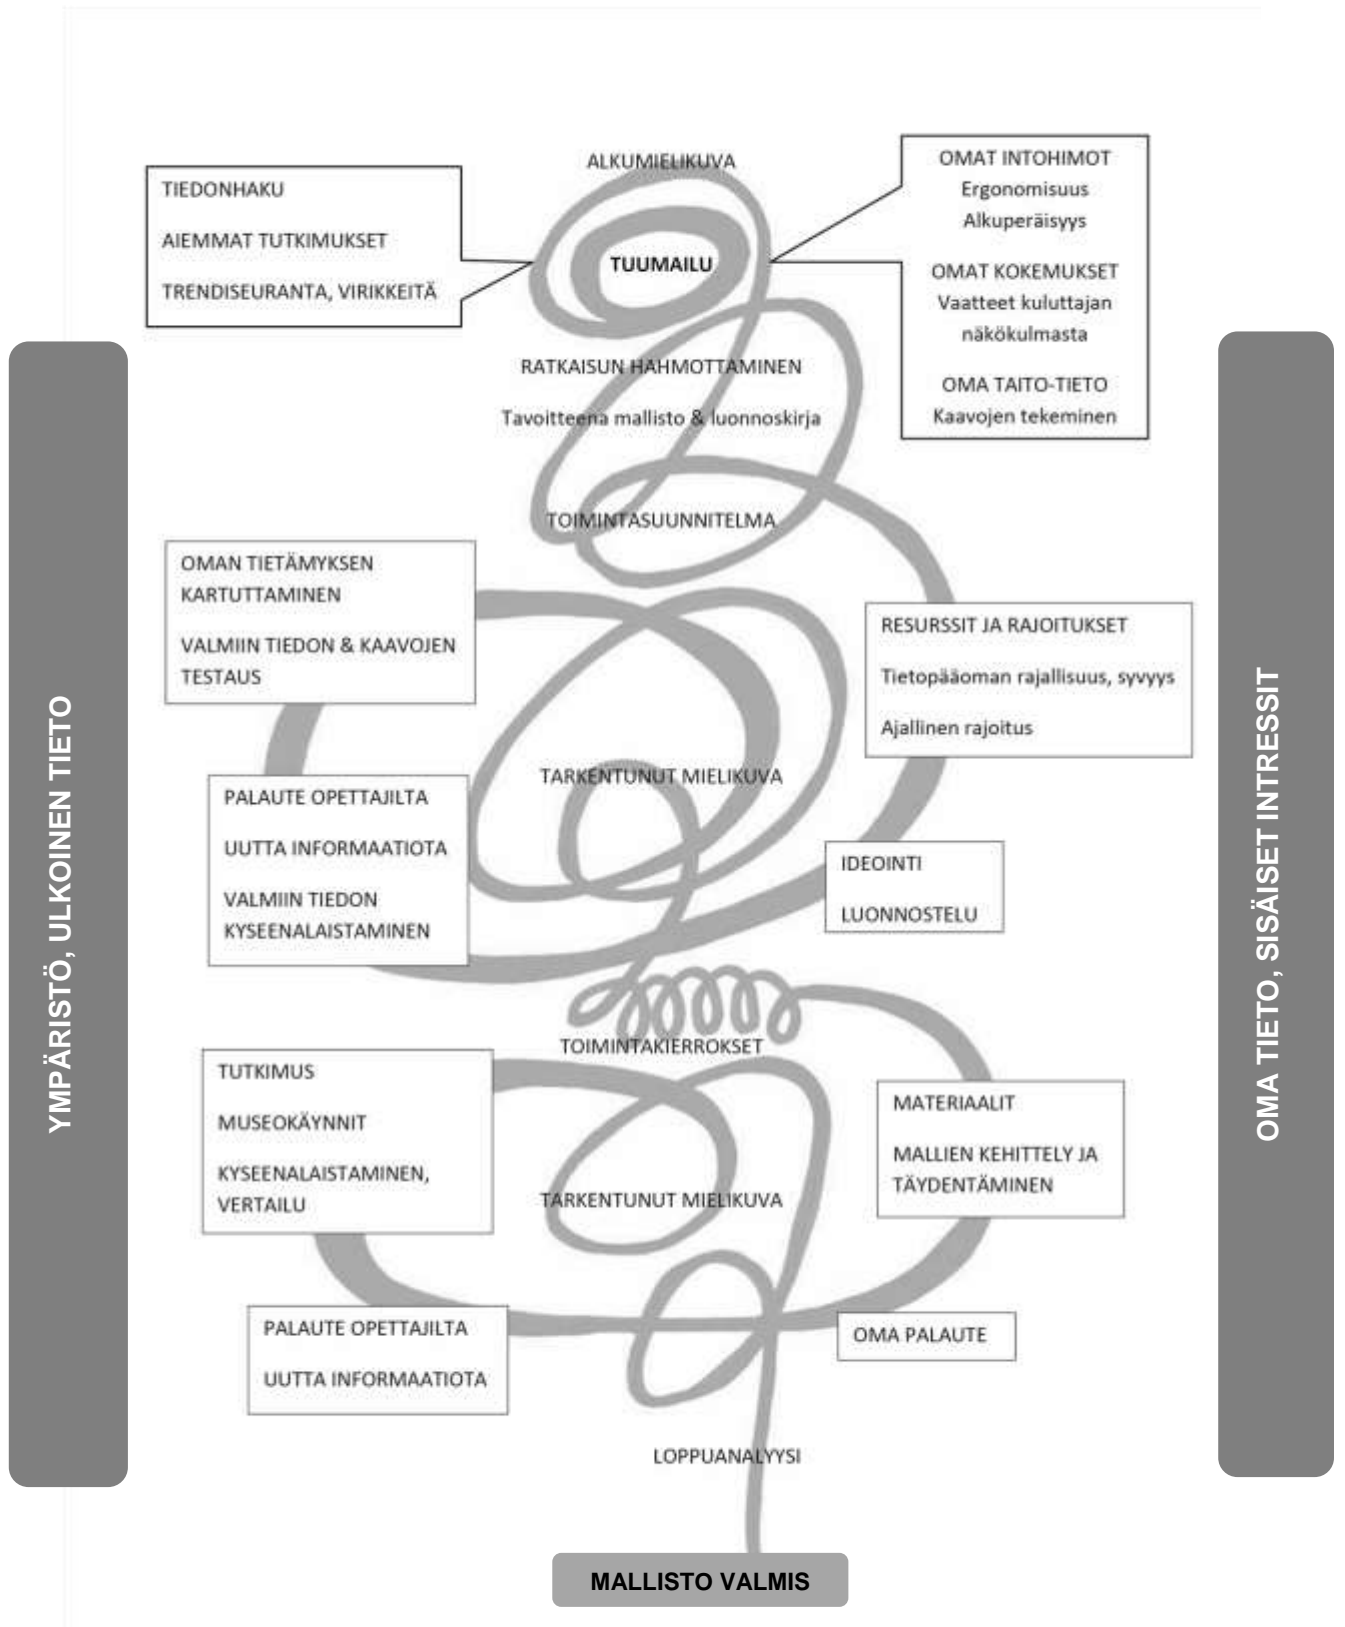 ALKUMIELIKUVA
TIEDONHAKU
AIEMMAT TUTKIMUKSET
TRENDISEURANTA, VIRIKKEITÄ
TUUMAILU
OMAT INTOHIMOT
Ergonomisuus
Alkuperäisyys
OMAT KOKEMUKSET
Vaatteet kuluttajan
näkökulmasta
OMA TAITO-TIETO
Kaavojen tekeminen
RATKAISUN HAHMOTTAMINEN
Tavoitteena mallisto & luonnoskirja
TOIMINTASUUNNITELMA
OMAN TIETÄMYKSEN
KARTUTTAMINEN
VALMIIN TIEDON & KAAVOJEN
TESTAUS
RESURSSIT JA RAJOITUKSET
Tietopääoman rajallisuus, syvyys
Ajallinen rajoitus
YMPÄRISTÖ, ULKOINEN TIETO
OMA TIETO, SISÄISET INTRESSIT
TARKENTUNUT MIELIKUVA
PALAUTE OPETTAJILTA
UUTTA INFORMAATIOTA
VALMIIN TIEDON
KYSEENALAISTAMINEN
IDEOINTI
LUONNOSTELU
TOIMINTAKIERROKSET
TUTKIMUS
MUSEOKÄYNNIT
KYSEENALAISTAMINEN,
VERTAILU
MATERIAALIT
MALLIEN KEHITTELY JA
TÄYDENTÄMINEN
TARKENTUNUT MIELIKUVA
PALAUTE OPETTAJILTA
UUTTA INFORMAATIOTA
OMA PALAUTE
LOPPUANALYYSI
MALLISTO VALMIS